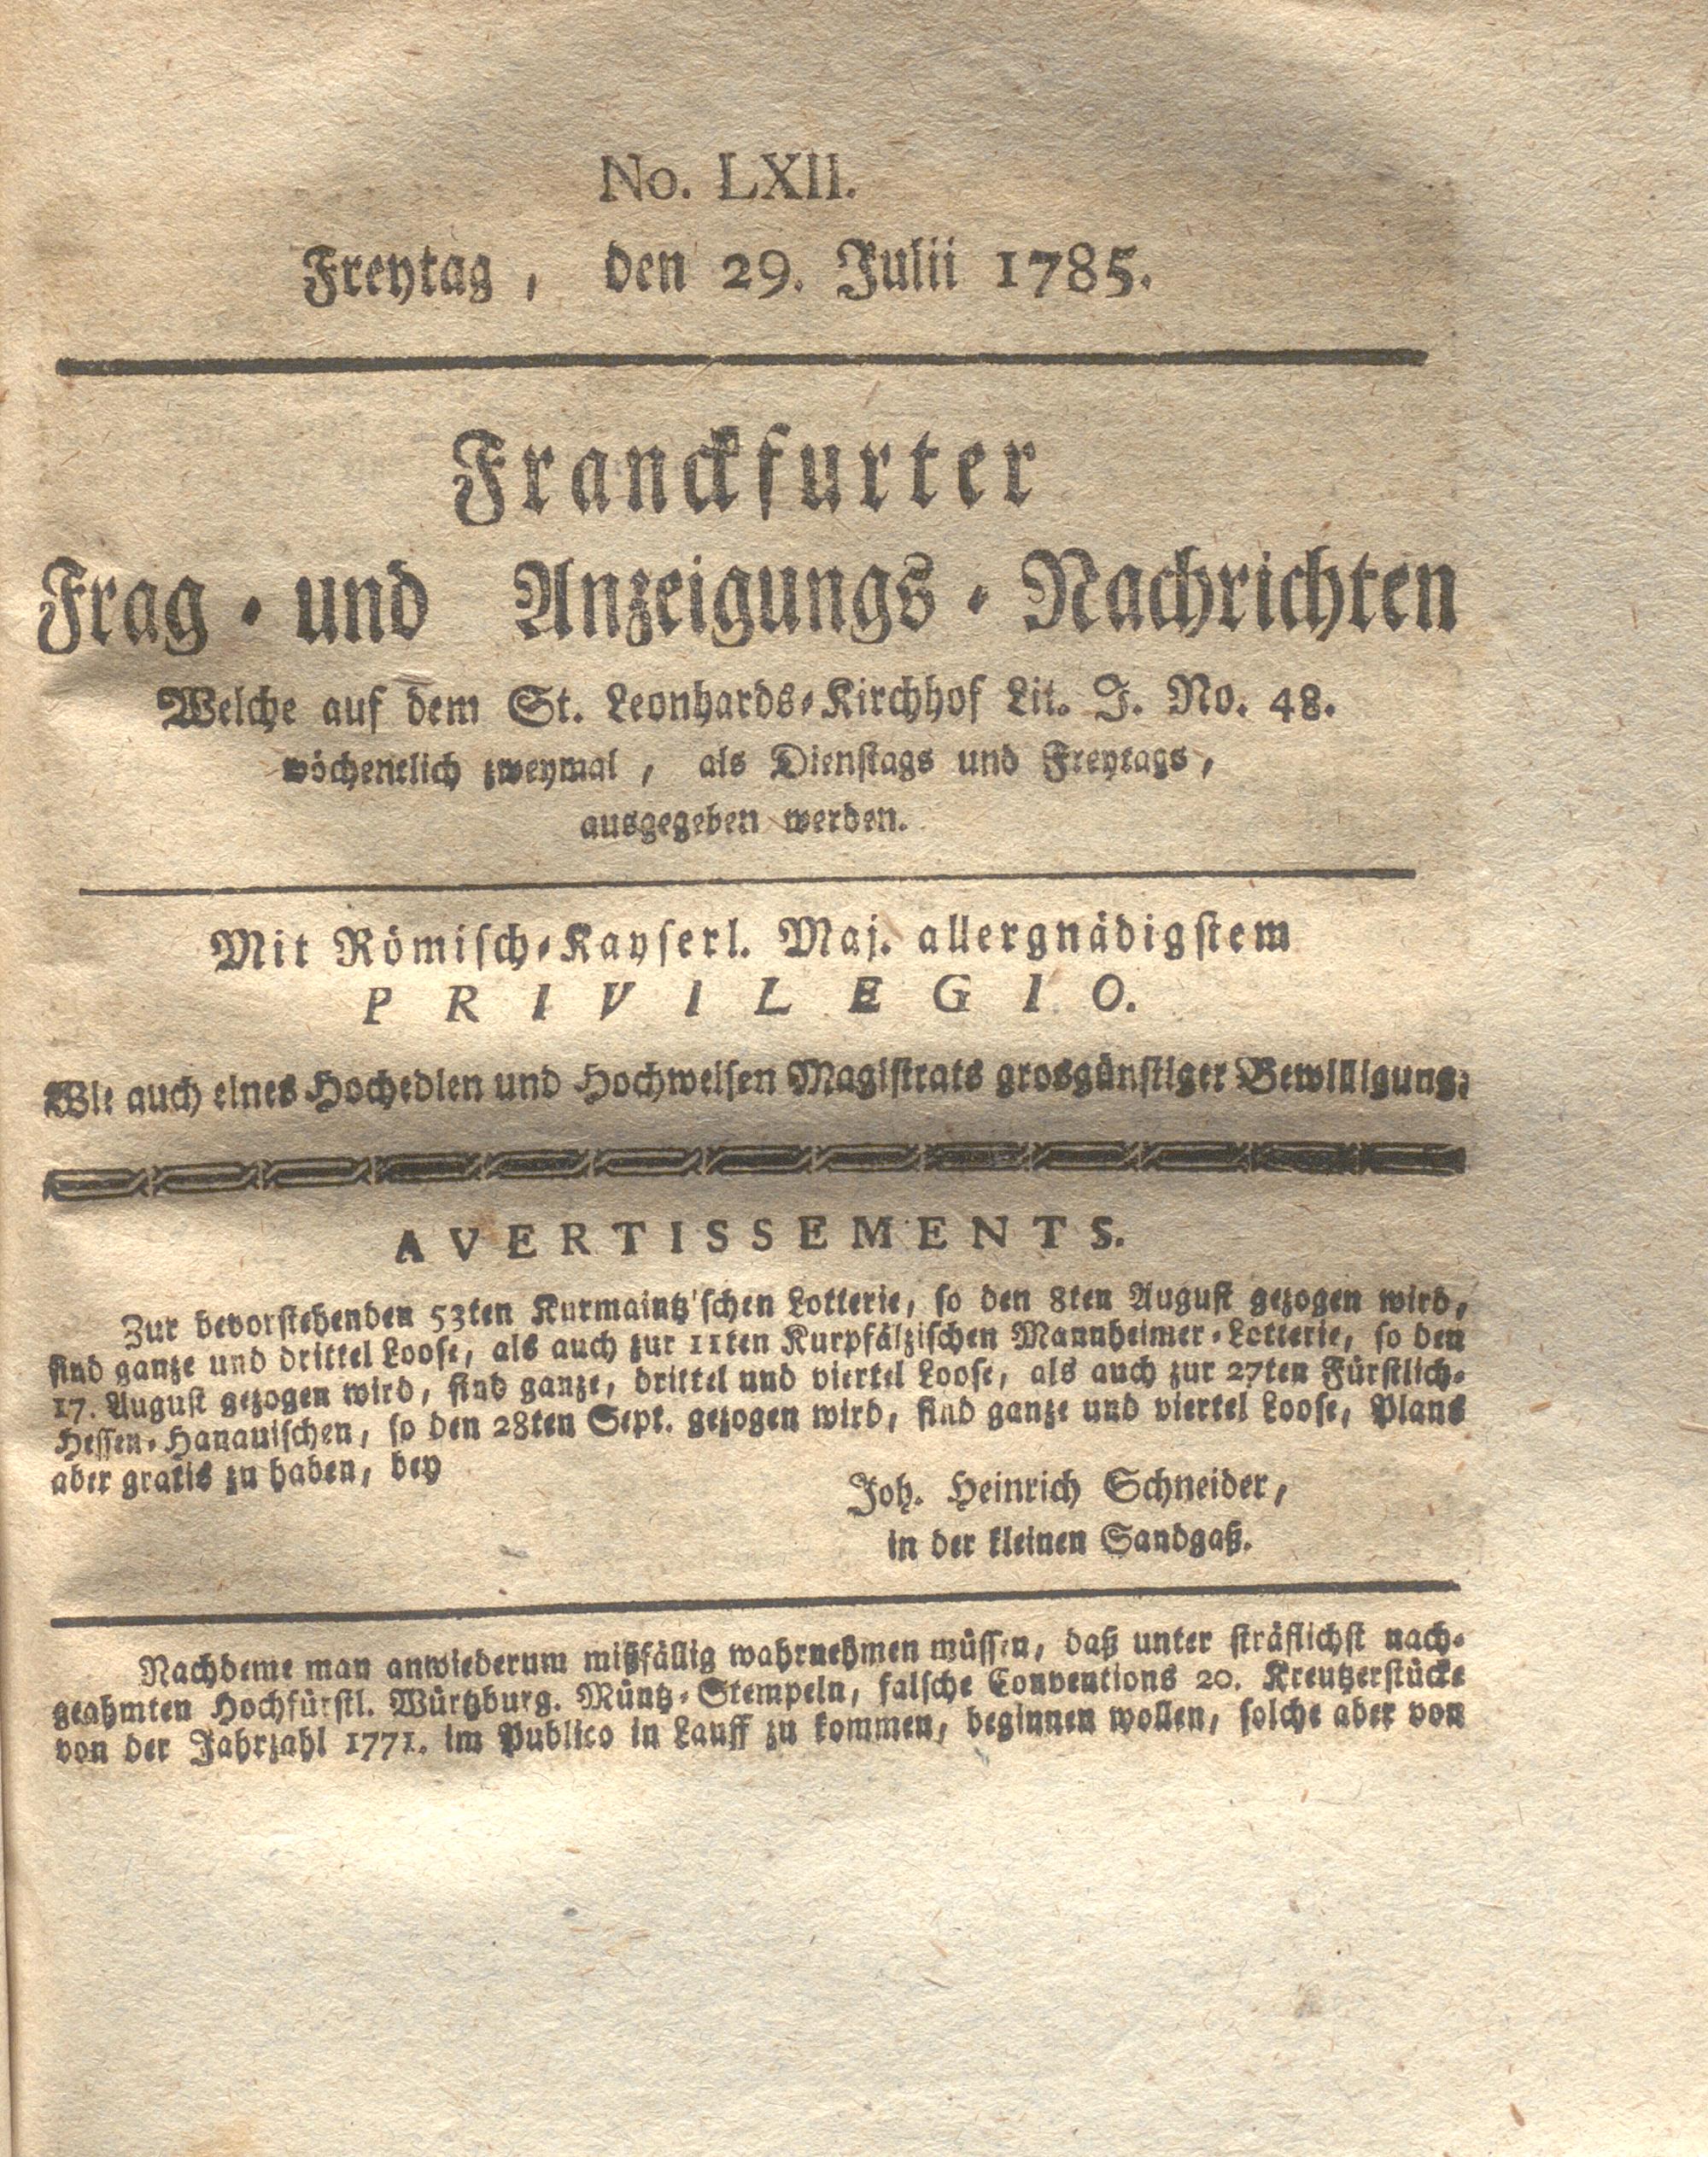 No. LXII.
Freytag, den 29. Julii 1785.
Franckfurter
Frag- und Anzeigungs-Nachrichten
Welche auf dem St. Leonhards-Kirchhof Lit. J. No. 48.
wöchentlich zweymal, als Dienstags und Freytags,
ausgegeben werden.
Mit Römisch-Kayserl. Maj. allergnädigstem
PRIVILEGIO.
Wie auch eines Hochedlen und Hochweisen Magistrats grosgünstiger Bewilligung.
AVERTISSEMENTS.
Zur bevorstehenden 53ten Kurmaintz'schen Lotterie, so den 8ten August gezogen wird,
sind ganze und drittel Loose, als auch zur 11ten Kurpfälzischen Mannheimer-Lotterie, so den
17. August gezogen wird, sind ganze, drittel und viertel Loose, als auch zur 27ten Fürstlich-
Hessen-Hanauischen, so den 28ten Sept. gezogen wird, sind ganze und viertel Loose, Plans
aber gratis zu haben, bey
Joh. Heinrich Schneider,
in der kleinen Sandgaß.
Nachdeme man anwiederum mißfällig wahrnehmen müssen, daß unter sträflichst nach-
geahmten Hochfürstl. Würtzburg. Müntz-Stempeln, falsche Conventions 20. Kreutzerstücke
von der Jahrzahl 1771. im Publico in Lauff zu kommen, beginnen wollen, solche aber von